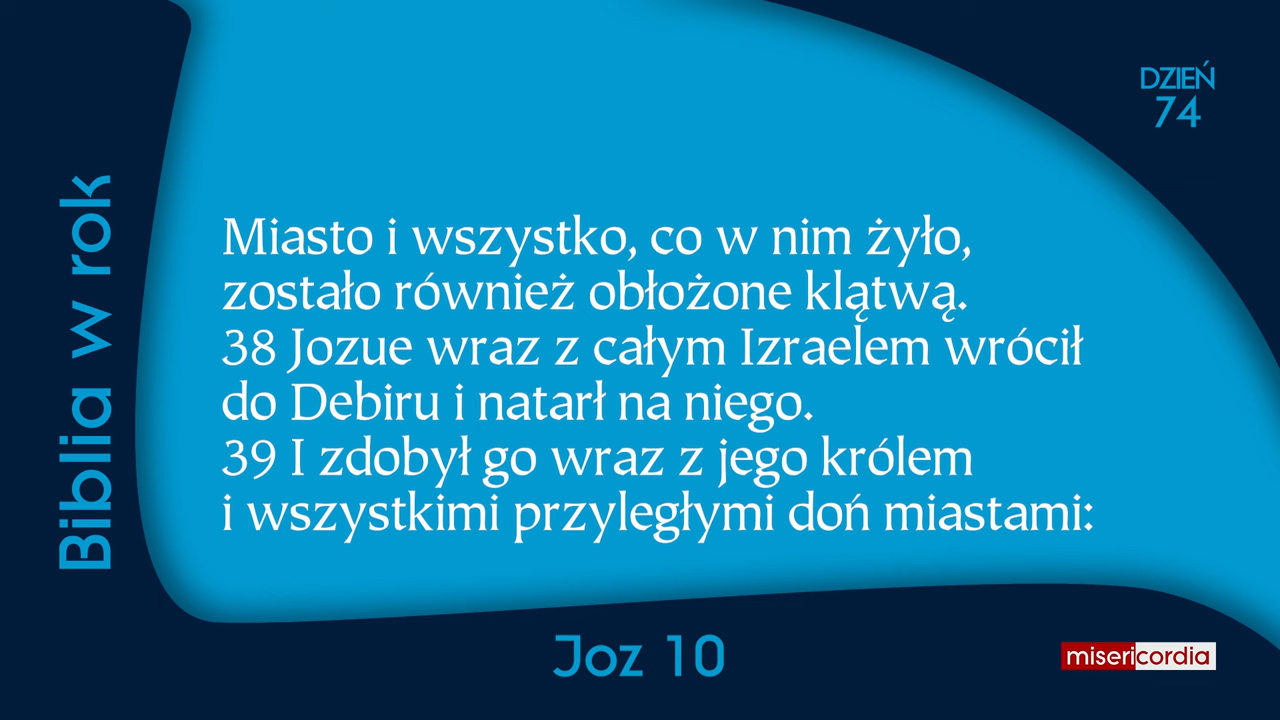 DZIEŃ
74
Biblia w rok
Miasto i wszystko, co w nim żyło,
zostało również obłożone klątwą.
38 Jozue wraz z całym Izraelem wrócił
do Debiru i natarł na niego.
39 I zdobył go wraz z jego królem
i wszystkimi przyległymi doń miastami:
Joz 10
misericordia